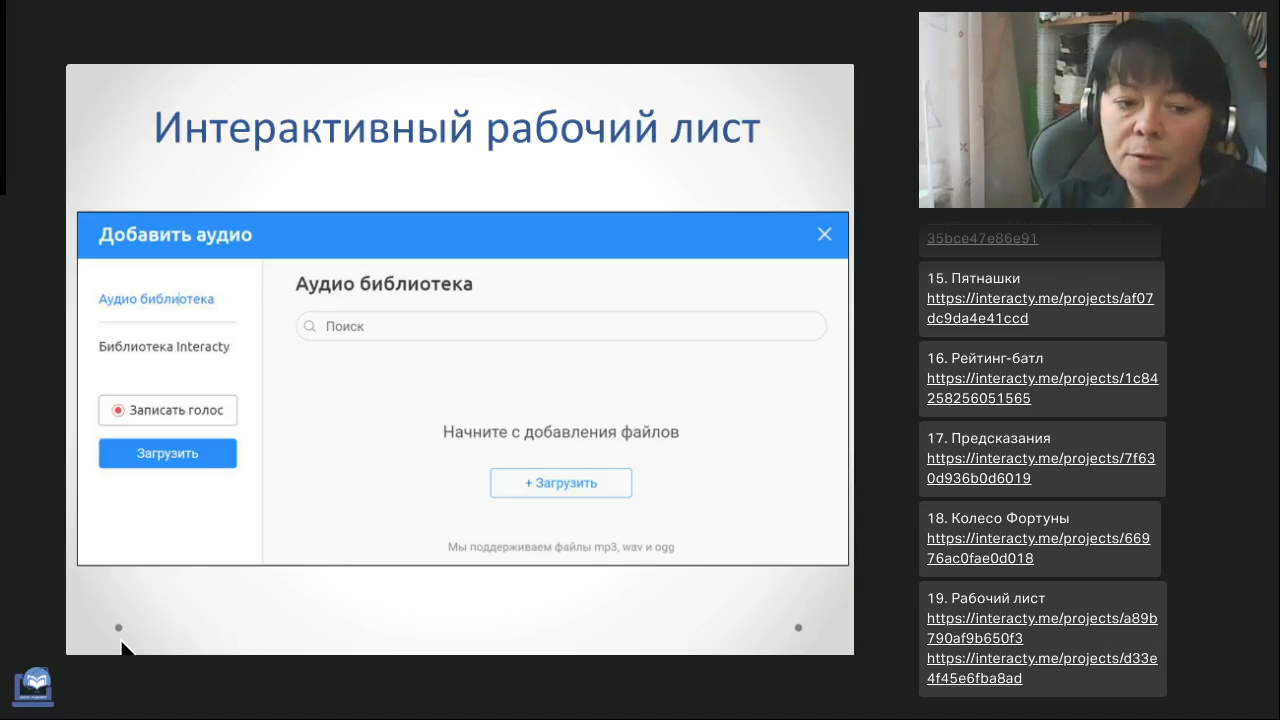 Интерактивный рабочий лист
Добавить аудио
Аудио библиотека
Библиотека Interacty
Записать голос
Загрузить
Аудио библиотека
Поиск
Начните с добавления файлов
+ Загрузить
Мы поддерживаем файлы mp3, wav и ogg
35bce47e86e91
15. Пятнашки
https://interacty.me/projects/af07
dc9da4e41ccd
16. Рейтинг-батл
https://interacty.me/projects/1c84
258256051565
17. Предсказания
https://interacty.me/projects/7f63
0d936b0d6019
18. Колесо Фортуны
https://interacty.me/projects/669
76ac0fae0d018
19. Рабочий лист
https://interacty.me/projects/a89b
790af9b650f3
https://interacty.me/projects/d33e
4f45e6fba8ad